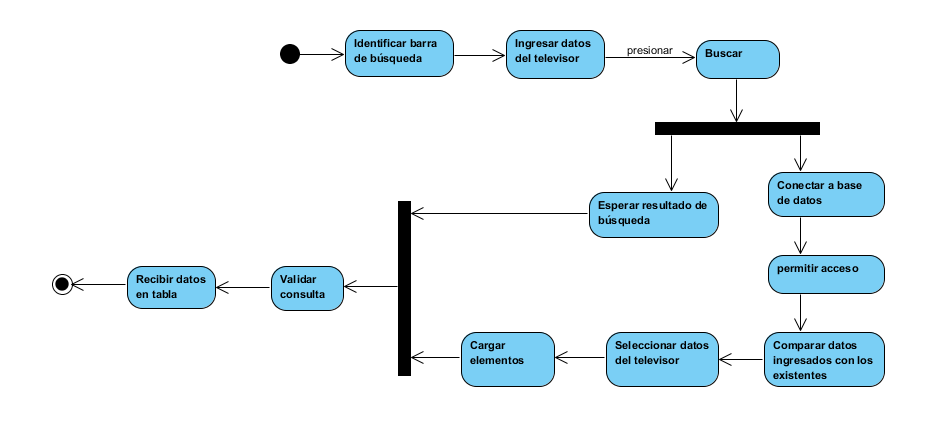 Identificar barra
de búsqueda
Ingresar datos
del televisor
presionar
Buscar
Conectar a base
de datos
Esperar resultado de
búsqueda
permitir acceso
Recibir datos
en tabla
Validar
consulta
Cargar
elementos
Seleccionar datos
del televisor
Comparar datos
ingresados con los
existentes